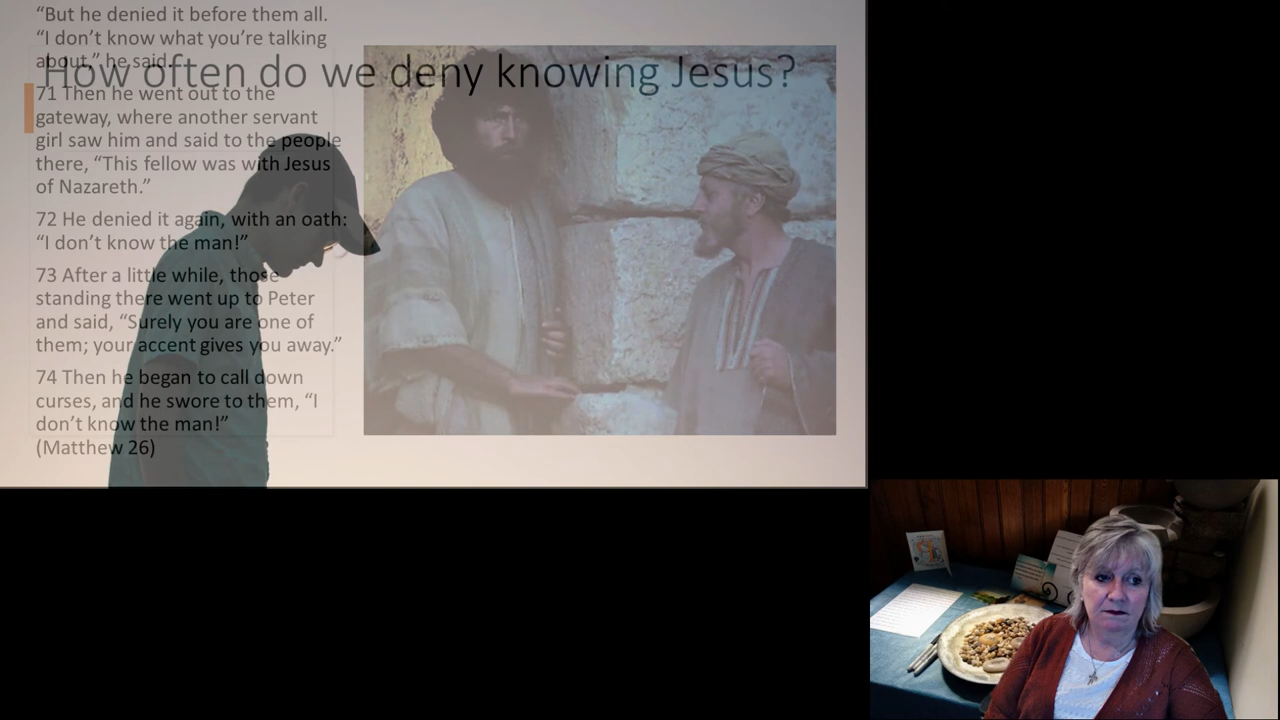 “But he denied it before them all.
“I don’t know what you’re talking
about,” he said.
How often do we deny knowing Jesus?
71 Then he went out to the
gateway, where another servant
girl saw him and said to the people
there, “This fellow was with Jesus
of Nazareth.”
72 He denied it again, with an oath:
“I don’t know the man!”
73 After a little while, those
standing there went up to Peter
and said, “Surely you are one of
them; your accent gives you away.”
74 Then he began to call down
curses, and he swore to them, “I
don’t know the man!”
(Matthew 26)